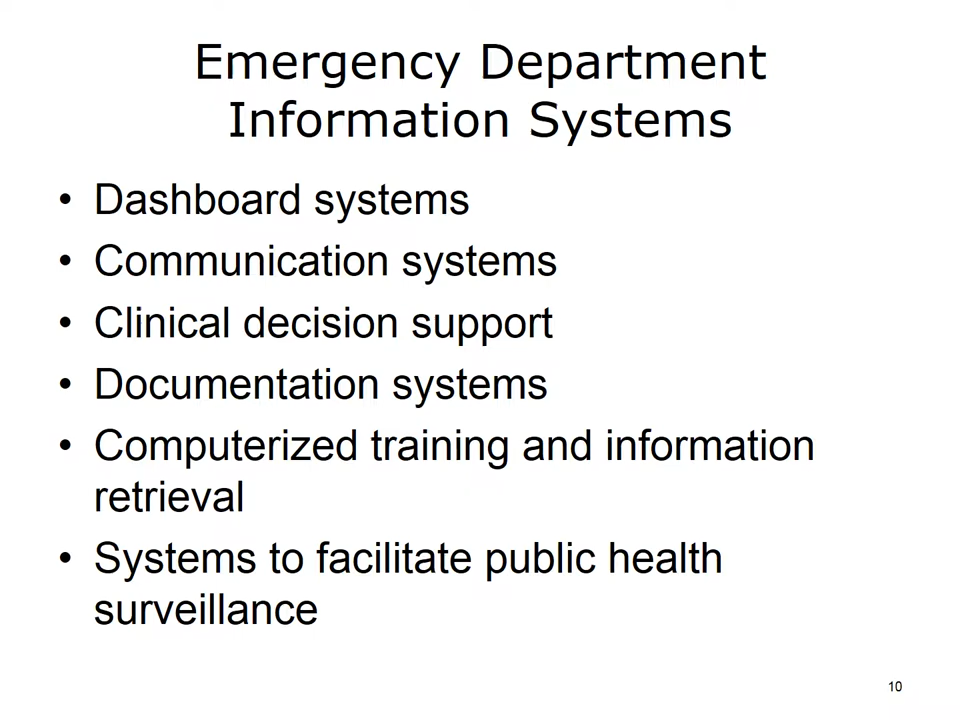 Emergency Department
Information Systems
• Dashboard systems
• Communication systems
• Clinical decision support
• Documentation systems
• Computerized training and information
retrieval
• Systems to facilitate public health
surveillance
10